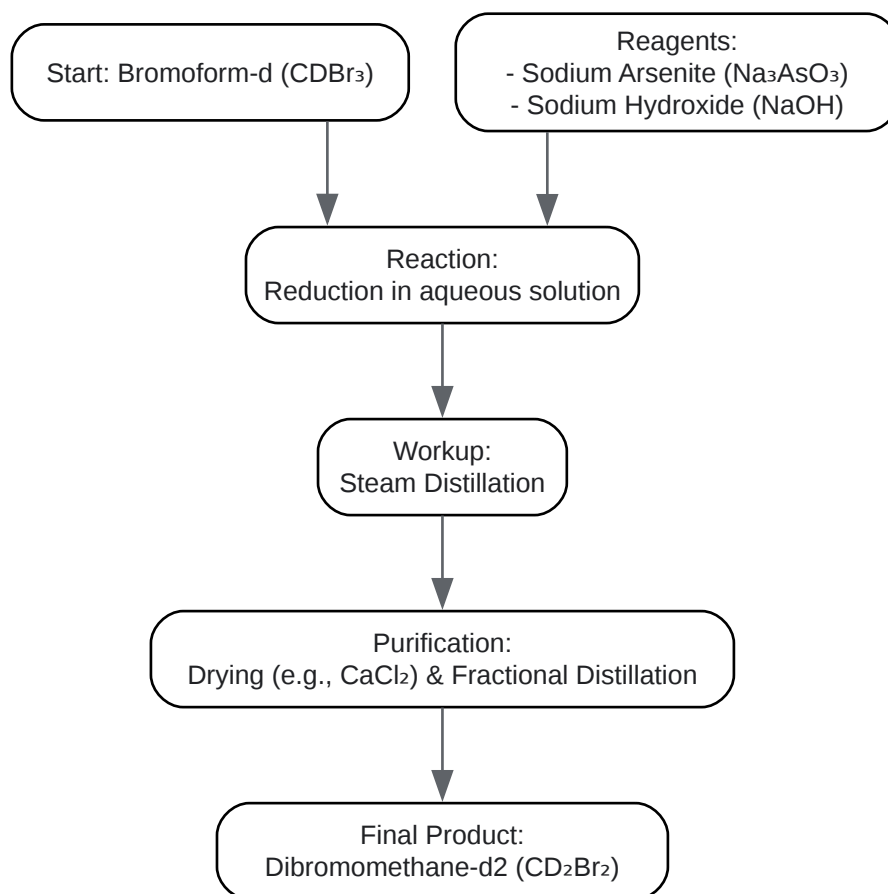 Start: Bromoform-d (CDBr₃)
Reagents:
- Sodium Arsenite (Na₃AsO₃)
- Sodium Hydroxide (NaOH)
Reaction:
Reduction in aqueous solution
Workup:
Steam Distillation
Purification:
Drying (e.g., CaCl₂) & Fractional Distillation
Final Product:
Dibromomethane-d2 (CD₂Br₂)